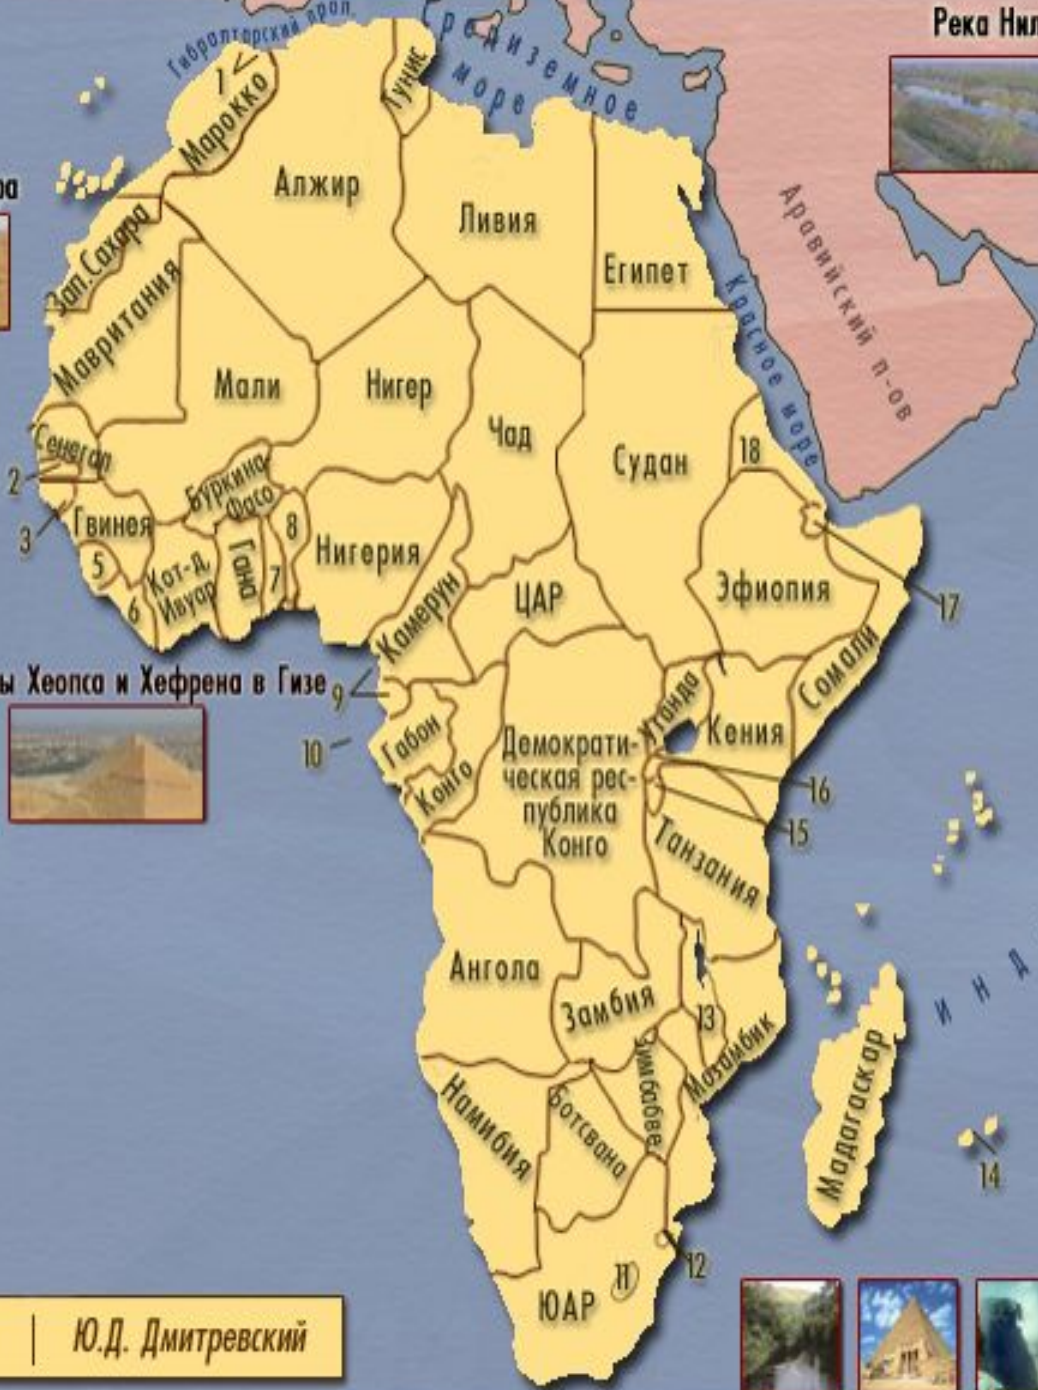 Река Нил
Гибралтарский прол.
Средиземное
море
1
Марокко
Тунис
ра
Алжир
Ливия
Египет
Зап.Сахара
Мавритания
Мали
Нигер
Чад
Судан
Красное море
Аравийский п-ов
18
Сенегал
2
Буркина
Фасо
3
Гвинея
5
6
Кот-д,
Ивуар
Гана
7
8
Нигерия
Камерун
ЦАР
Эфиопия
17
Сомали
ы Хеопса и Хефрена в Гизе
9
10
Габон
Конго
Демократи-
ческая рес-
публика
Конго
Уганда
Кения
16
15
Танзания
Ангола
Замбия
13
Мозамбик
Зимбабве
Намибия
Ботсвана
Мадагаскар
И Н Д
14
12
11
ЮАР
Ю.Д. Дмитревский